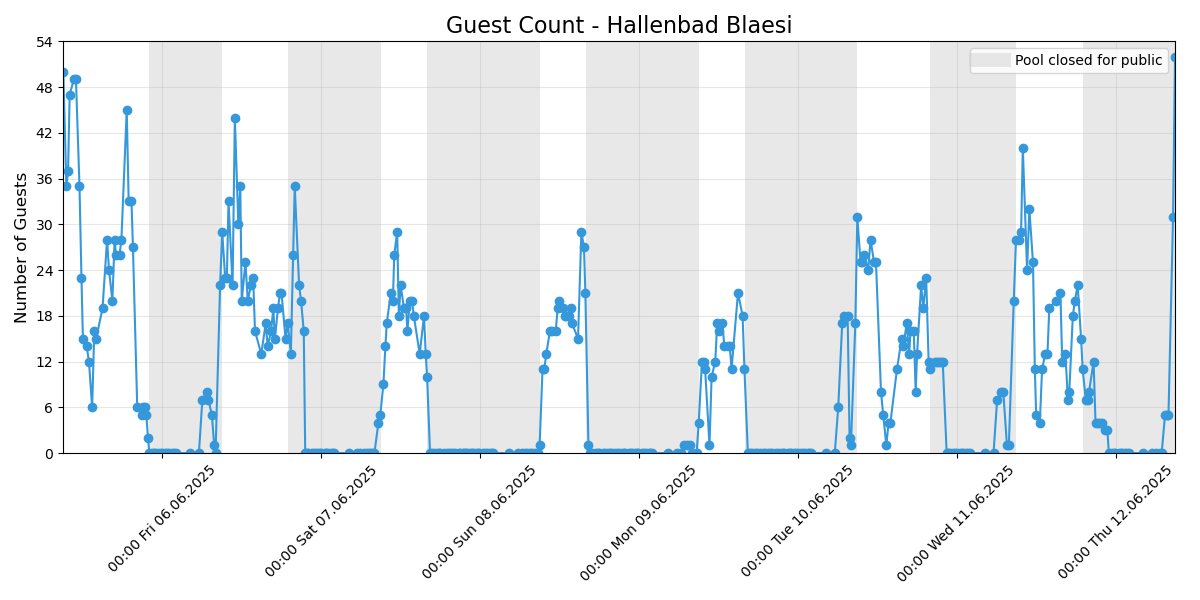 Guest Count - Hallenbad Blaesi
Pool closed for public
Number of Guests
54
48
42
36
30
24
18
12
6
0
00:00 Fri 06.06.2025
00:00 Sat 07.06.2025
00:00 Sun 08.06.2025
00:00 Mon 09.06.2025
00:00 Tue 10.06.2025
00:00 Wed 11.06.2025
00:00 Thu 12.06.2025